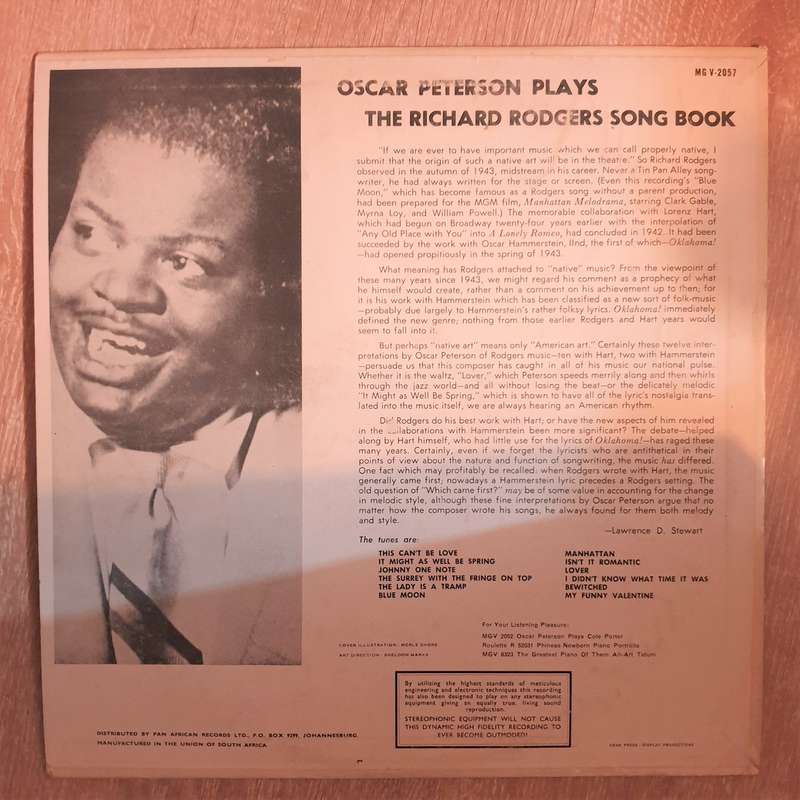 MG V-2057
OSCAR PETERSON PLAYS
THE RICHARD RODGERS SONG BOOK
"If we are ever to have important music which we can call properly native, I
submit that the origin of such a native art will be in the theatre." So Richard Rodgers
observed in the autumn of 1943, midstream in his career. Never a Tin Pan Alley song-
writer, he had always written for the stage or screen. (Even this recording's "Blue
Moon," which has become famous as a Rodgers song without a parent production,
had been prepared for the MGM film, Manhattan Melodrama, starring Clark Gable,
Myrna Loy, and William Powell.) The memorable collaboration with Lorenz Hart,
which had begun on Broadway twenty-four years earlier with the interpolation of
"Any Old Place with You" into A Lonely Romeo, had concluded in 1942. It had been
succeeded by the work with Oscar Hammerstein, IInd, the first of which—Oklahoma!
—had opened propitiously in the spring of 1943.
What meaning has Rodgers attached to "native" music? From the viewpoint of
these many years since 1943, we might regard his comment as a prophecy of what
he himself would create, rather than a comment on his achievement up to then; for
it is his work with Hammerstein which has been classified as a new sort of folk-music
—probably due largely to Hammerstein's rather folksy lyrics. Oklahoma! immediately
defined the new genre; nothing from those earlier Rodgers and Hart years would
seem to fall into it.
But perhaps "native art" means only "American art." Certainly these twelve inter-
pretations by Oscar Peterson of Rodgers music—ten with Hart, two with Hammerstein
—persuade us that this composer has caught in all of his music our national pulse.
Whether it is the waltz, "Lover," which Peterson speeds merrily along and then whirls
through the jazz world—and all without losing the beat—or the delicately melodic
"It Might as Well Be Spring," which is shown to have all of the lyric's nostalgia trans-
lated into the music itself, we are always hearing an American rhythm.
Did Rodgers do his best work with Hart; or have the new aspects of him revealed
in the collaborations with Hammerstein been more significant? The debate—helped
along by Hart himself, who had little use for the lyrics of Oklahoma!—has raged these
many years. Certainly, even if we forget the lyricists who are antithetical in their
points of view about the nature and function of songwriting, the music has differed.
One fact which may profitably be recalled: when Rodgers wrote with Hart, the music
generally came first; nowadays a Hammerstein lyric precedes a Rodgers setting. The
old question of "Which came first?" may be of some value in accounting for the change
in melodic style, although these fine interpretations by Oscar Peterson argue that no
matter how the composer wrote his songs, he always found for them both melody
and style.
—Lawrence D. Stewart
The tunes are:
THIS CAN'T BE LOVE
IT MIGHT AS WELL BE SPRING
JOHNNY ONE NOTE
THE SURREY WITH THE FRINGE ON TOP
THE LADY IS A TRAMP
BLUE MOON
MANHATTAN
ISN'T IT ROMANTIC
LOVER
I DIDN'T KNOW WHAT TIME IT WAS
BEWITCHED
MY FUNNY VALENTINE
For Your Listening Pleasure:
MGV 2052 Oscar Peterson Plays Cole Porter
Roulette R 52031 Phineas Newborn Piano Portraits
MGV 8323 The Greatest Piano Of Them All-Art Tatum
COVER ILLUSTRATION: MERLE SHORE
ART DIRECTION: SHELDON MARKS
By utilizing the highest standards of meticulous
engineering and electronic techniques this recording
has also been designed to play on any stereophonic
equipment giving an equally true, living sound
reproduction.
STEREOPHONIC EQUIPMENT WILL NOT CAUSE
THIS DYNAMIC HIGH FIDELITY RECORDING TO
EVER BECOME OUTMODED!
DISTRIBUTED BY PAN AFRICAN RECORDS LTD., P.O. BOX 9299, JOHANNESBURG.
MANUFACTURED IN THE UNION OF SOUTH AFRICA
PRESS - DISPLAY PRODUCTIONS